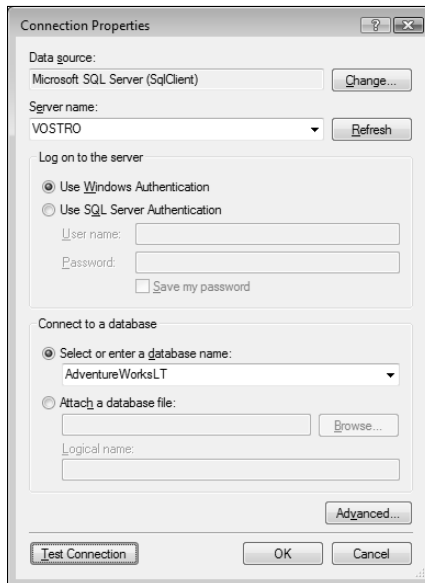 Connection Properties
Data source:
Microsoft SQL Server (SqlClient)
Change...
Server name:
VOSTRO
Refresh
Log on to the server
Use Windows Authentication
Use SQL Server Authentication
User name:
Password:
Save my password
Connect to a database
Select or enter a database name:
AdventureWorksLT
Attach a database file:
Browse...
Logical name:
Advanced...
Test Connection
OK
Cancel